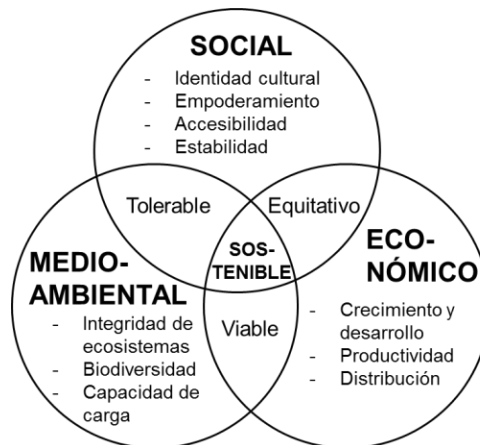 SOCIAL
- Identidad cultural
- Empoderamiento
- Accesibilidad
- Estabilidad
Tolerable
Equitativo
SOS-
TENIBLE
MEDIO-
AMBIENTAL
- Integridad de
ecosistemas
- Biodiversidad
- Capacidad de
carga
Viable
ECO-
NÓMICO
- Crecimiento y
desarrollo
- Productividad
- Distribución